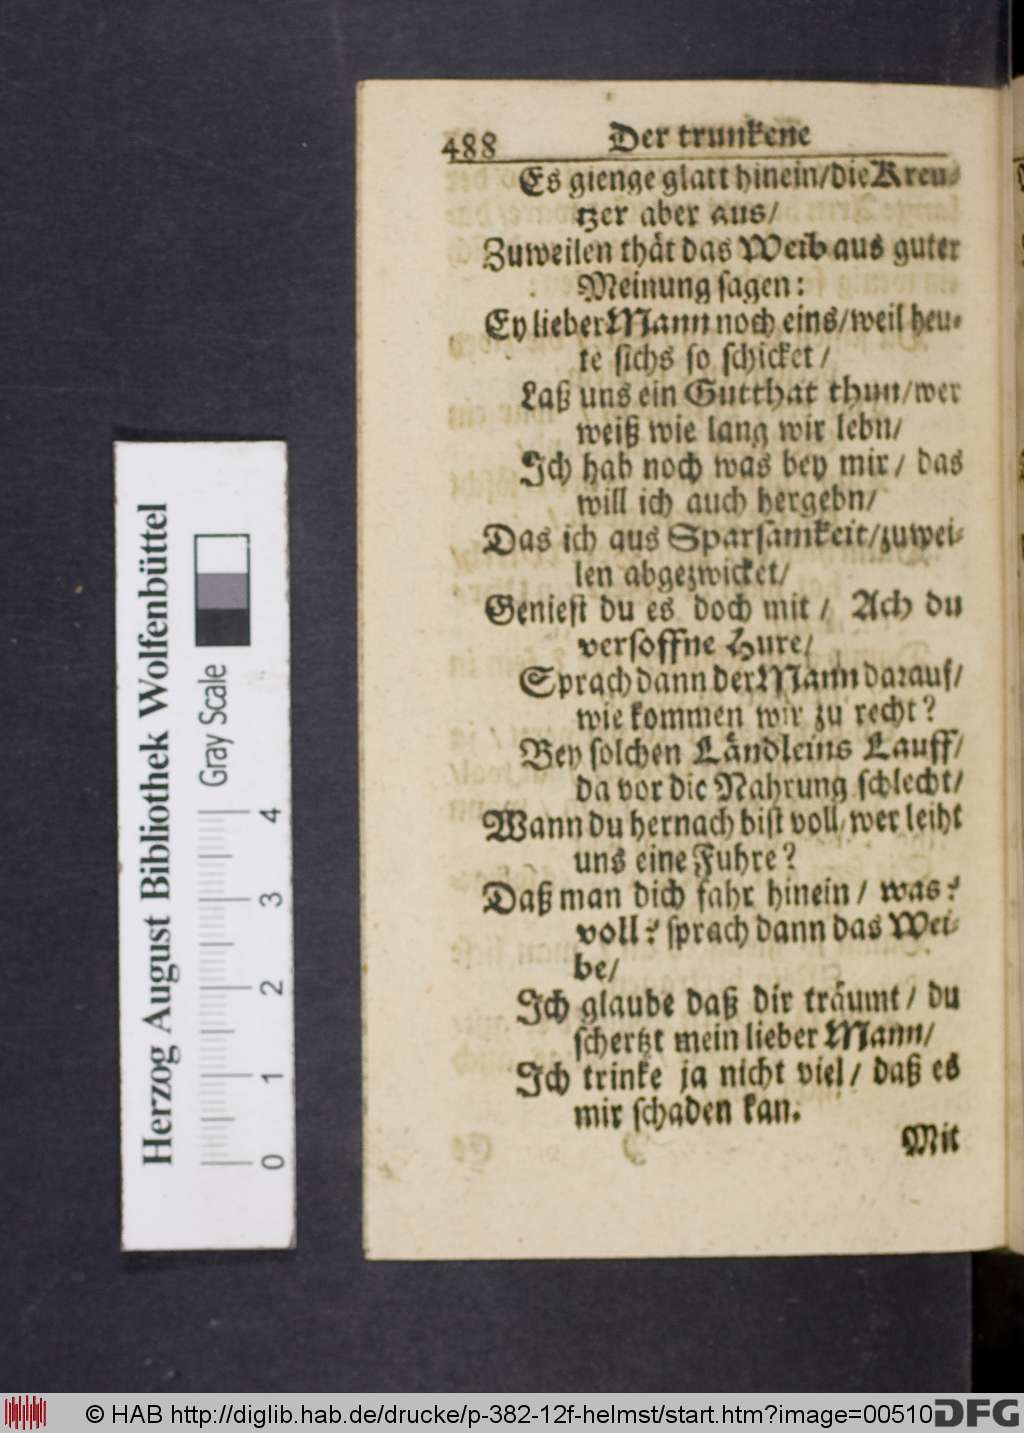 488 Der trunkene
Es gienge glatt hinein/die Kreu-
tzer aber aus/
Zuweilen thät das Weib aus guter
Meinung sagen:
Ey lieber Mann noch eins/weil heu-
te sichs so schicket/
Laß uns ein Gutthat thun/wer
weiß wie lang wir lebn/
Ich hab noch was bey mir/ das
will ich auch hergebn/
Das ich aus Sparsamkeit/zuwei-
len abgezwicket/
Geniest du es doch mit/ Ach du
versoffne Hure/
Sprach dann der Mann darauf/
wie kommen wir zu recht?
Bey solchen Ländleins Lauff/
da vor die Nahrung schlecht/
Wann du hernach bist voll/wer leiht
uns eine Fuhre?
Daß man dich fahr hinein/ was?
voll? sprach dann das Wei-
be/
Ich glaube daß dir träumt/ du
schertzt mein lieber Mann/
Ich trinke ja nicht viel/ daß es
mir schaden kan.
Mit
Herzog August Bibliothek Wolfenbüttel
Gray Scale
0 1 2 3 4
© HAB http://diglib.hab.de/drucke/p-382-12f-helmst/start.htm?image=00510
DFG